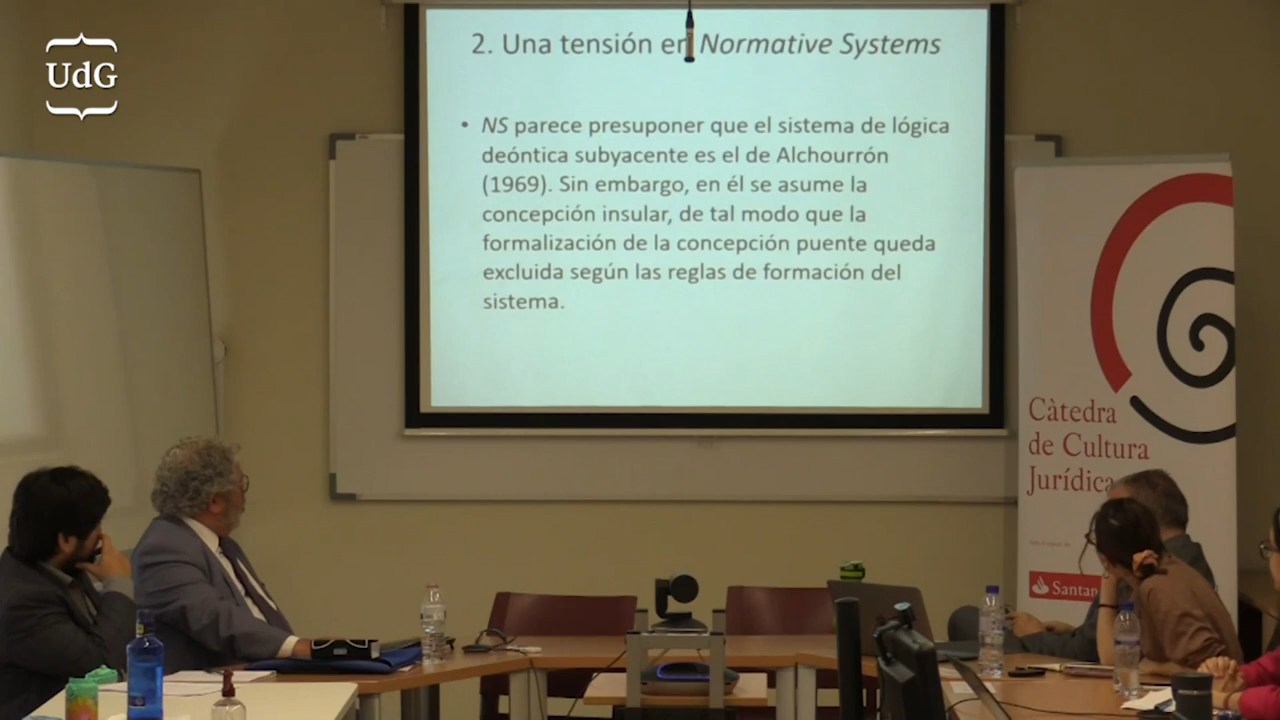 UdG
2. Una tensión en Normative Systems
• NS parece presuponer que el sistema de lógica
deóntica subyacente es el de Alchourrón
(1969). Sin embargo, en él se asume la
concepción insular, de tal modo que la
formalización de la concepción puente queda
excluida según las reglas de formación del
sistema.
Càtedra
de Cultura
Jurídica
Santan